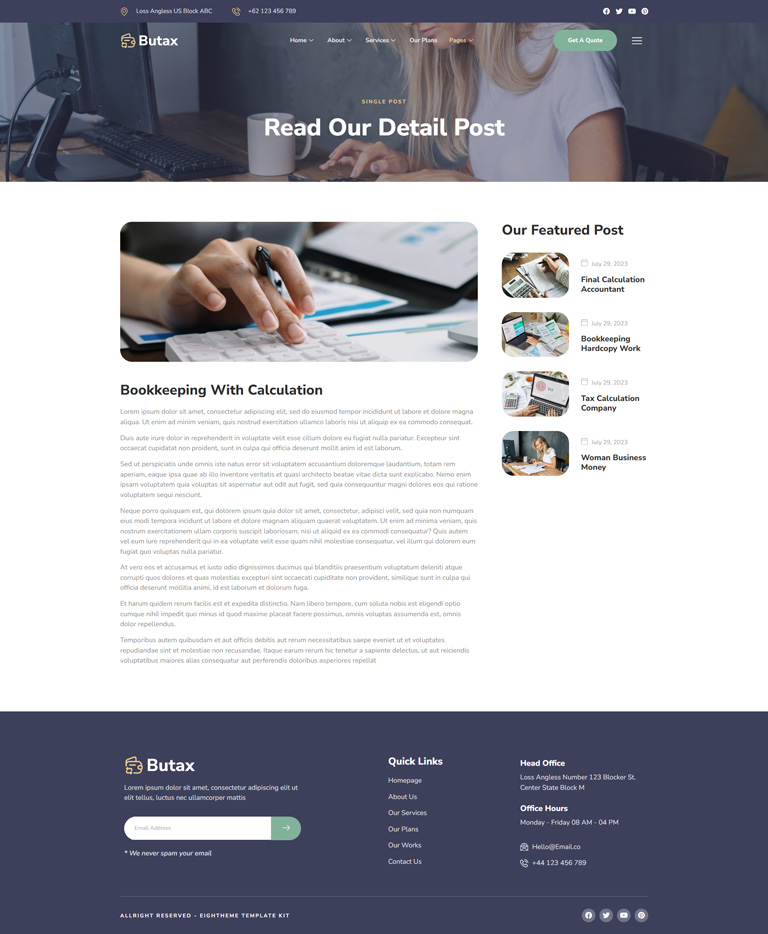 Loss Angless US Block ABC
+62 123 456 789
Butax
Home
About
Services
Our Plans
Pages
Get A Quote
SINGLE POST
Read Our Detail Post
Bookkeeping With Calculation
Lorem ipsum dolor sit amet, consectetur adipiscing elit, sed do eiusmod tempor incididunt ut labore et dolore magna
aliqua. Ut enim ad minim veniam, quis nostrud exercitation ullamco laboris nisi ut aliquip ex ea commodo consequat.
Duis aute irure dolor in reprehenderit in voluptate velit esse cillum dolore eu fugiat nulla pariatur. Excepteur sint
occaecat cupidatat non proident, sunt in culpa qui officia deserunt mollit anim id est laborum.
Sed ut perspiciatis unde omnis iste natus error sit voluptatem accusantium doloremque laudantium, totam rem
aperiam, eaque ipsa quae ab illo inventore veritatis et quasi architecto beatae vitae dicta sunt explicabo. Nemo enim
ipsam voluptatem quia voluptas sit aspernatur aut odit aut fugit, sed quia consequuntur magni dolores eos qui ratione
voluptatem sequi nesciunt.
Neque porro quisquam est, qui dolorem ipsum quia dolor sit amet, consectetur, adipisci velit, sed quia non numquam
eius modi tempora incidunt ut labore et dolore magnam aliquam quaerat voluptatem. Ut enim ad minima veniam, quis
nostrum exercitationem ullam corporis suscipit laboriosam, nisi ut aliquid ex ea commodi consequatur? Quis autem
vel eum iure reprehenderit qui in ea voluptate velit esse quam nihil molestiae consequatur, vel illum qui dolorem eum
fugiat quo voluptas nulla pariatur.
At vero eos et accusamus et iusto odio dignissimos ducimus qui blanditiis praesentium voluptatum deleniti atque
corrupti quos dolores et quas molestias excepturi sint occaecati cupiditate non provident, similique sunt in culpa qui
officia deserunt mollitia animi, id est laborum et dolorum fuga.
Et harum quidem rerum facilis est et expedita distinctio. Nam libero tempore, cum soluta nobis est eligendi optio
cumque nihil impedit quo minus id quod maxime placeat facere possimus, omnis voluptas assumenda est, omnis
dolor repellendus.
Temporibus autem quibusdam et aut officiis debitis aut rerum necessitatibus saepe eveniet ut et voluptates
repudiandae sint et molestiae non recusandae. Itaque earum rerum hic tenetur a sapiente delectus, ut aut reiciendis
voluptatibus maiores alias consequatur aut perferendis doloribus asperiores repellat
Our Featured Post
July 29, 2023
Final Calculation
Accountant
July 29, 2023
Bookkeeping
Hardcopy Work
July 29, 2023
Tax Calculation
Company
July 29, 2023
Woman Business
Money
Butax
Lorem ipsum dolor sit amet, consectetur adipiscing elit ut
elit tellus, luctus nec ullamcorper mattis
Email Address
* We never spam your email
Quick Links
Homepage
About Us
Our Services
Our Plans
Our Works
Contact Us
Head Office
Loss Angless Number 123 Blocker St.
Center State Block M
Office Hours
Monday - Friday 08 AM - 04 PM
Hello@Email.co
+44 123 456 789
ALLRIGHT RESERVED - EIGHTHEME TEMPLATE KIT